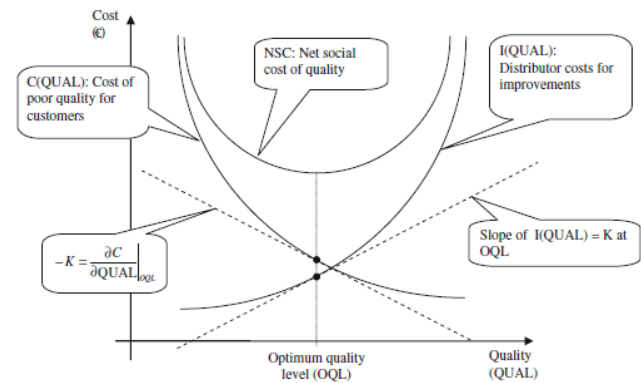 Cost
(€)
NSC: Net social
cost of quality
I(QUAL):
Distributor costs for
improvements
C(QUAL): Cost of
poor quality for
customers
−K = ∂C / ∂QUAL |OQL
Slope of I(QUAL) = K at
OQL
Optimum quality
level (OQL)
Quality
(QUAL)